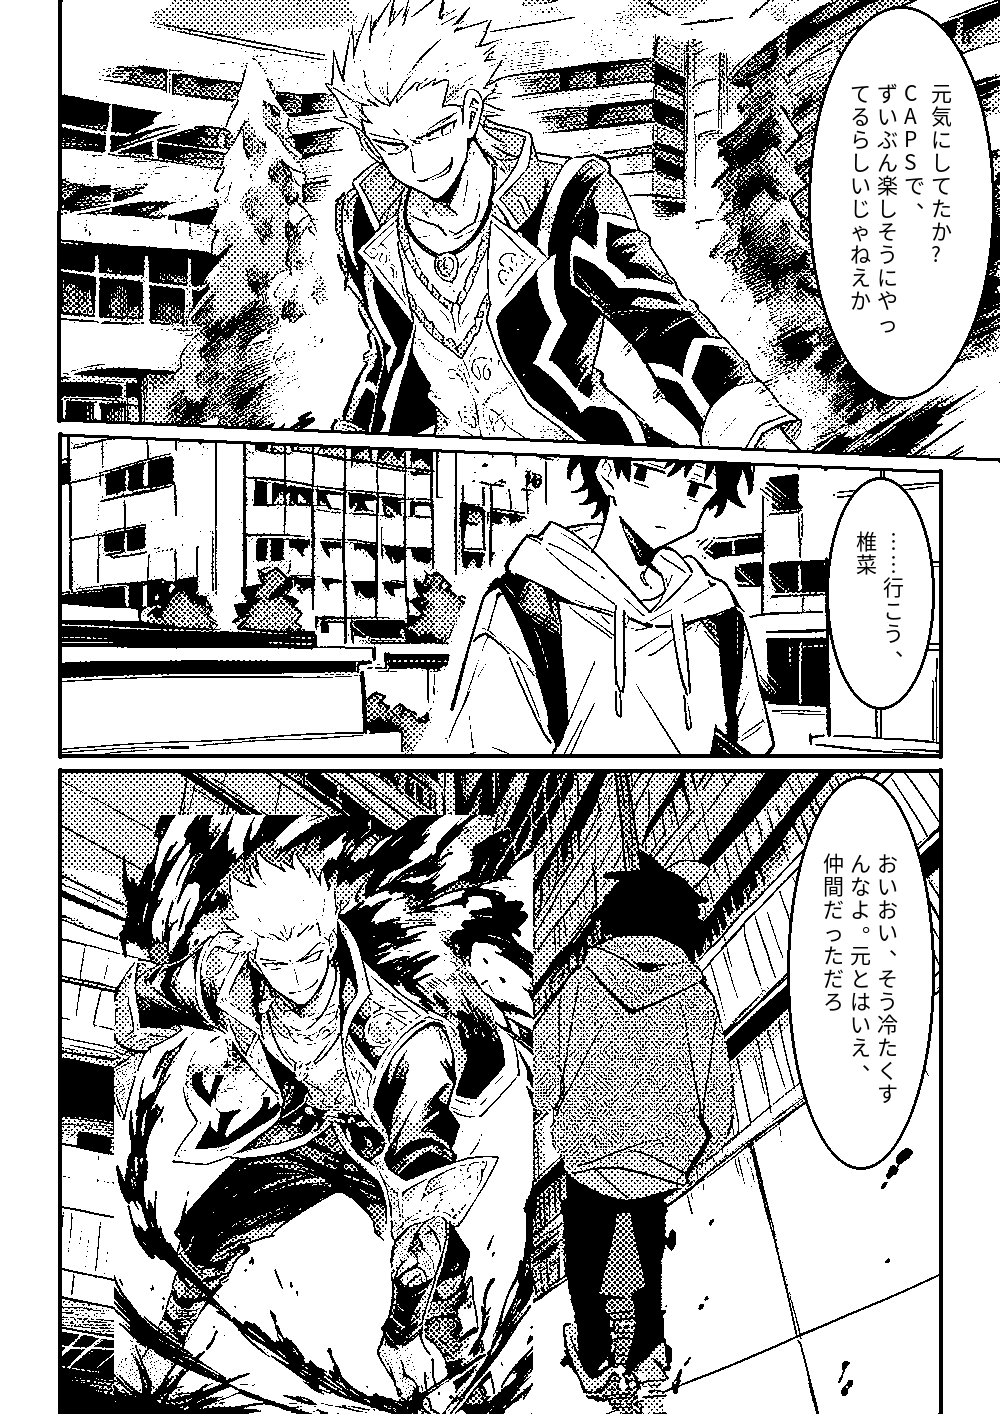 元気にしてたか?
CAPSで、
ずいぶん楽しそうにやっ
てるらしいじゃねえか
……行こう、
椎菜
おいおい、そう冷たくす
んなよ。元とはいえ、
仲間だっただろ